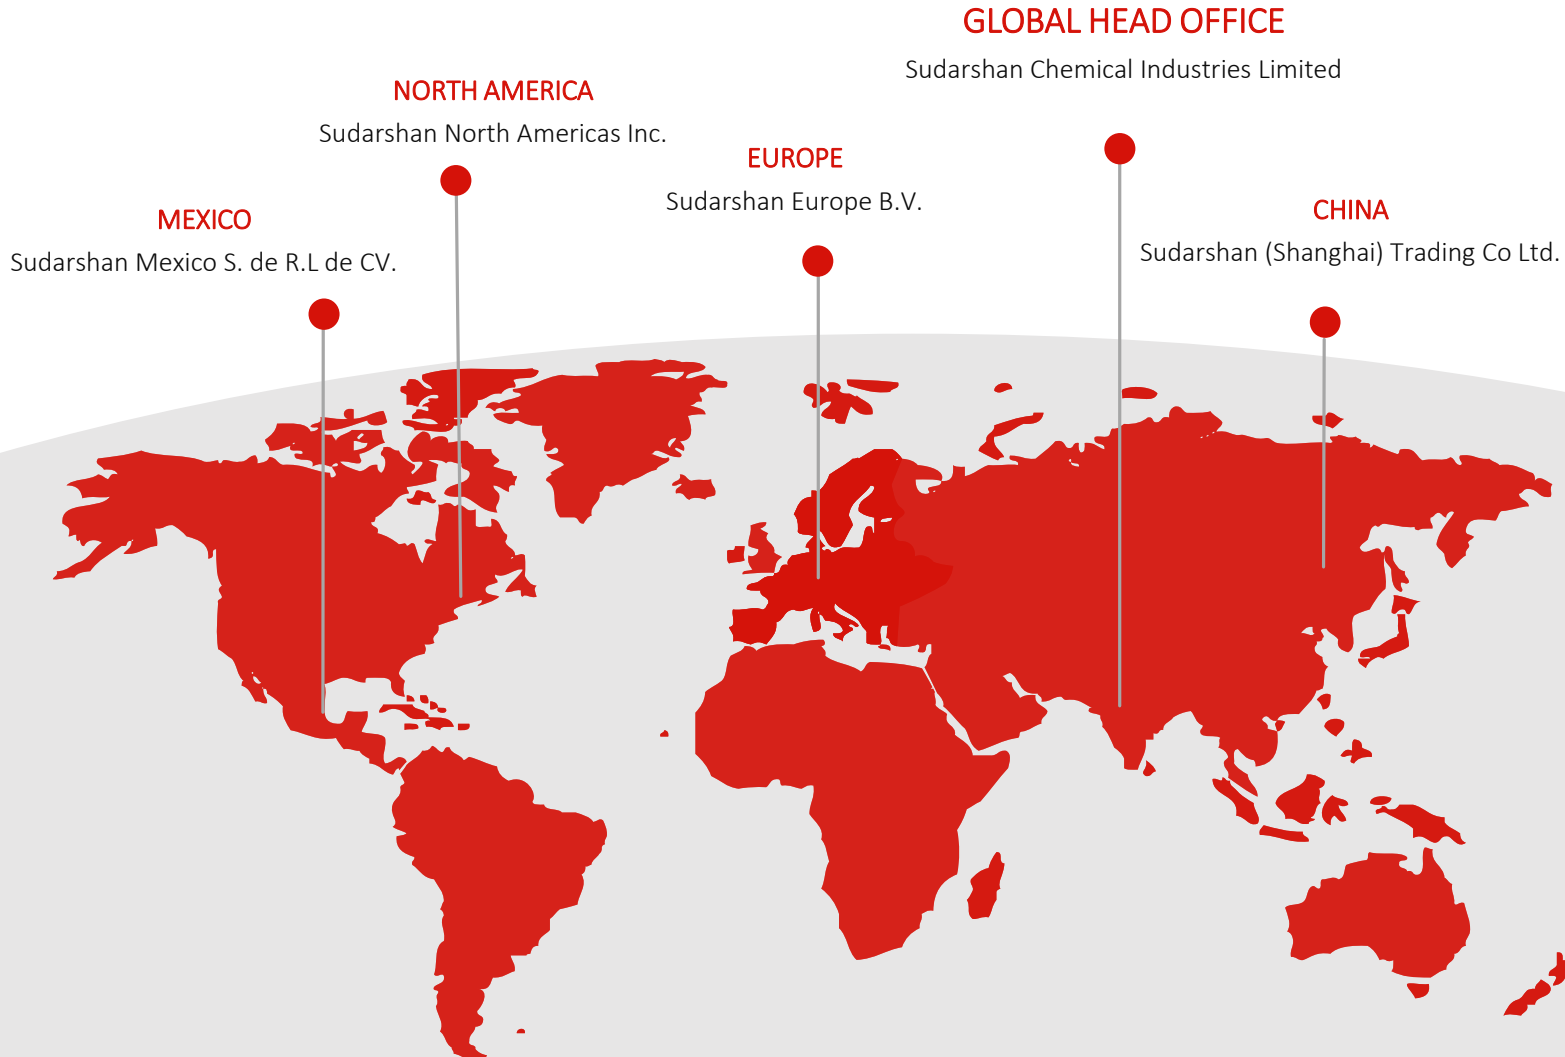 GLOBAL HEAD OFFICE
Sudarshan Chemical Industries Limited
NORTH AMERICA
Sudarshan North Americas Inc.
EUROPE
Sudarshan Europe B.V.
MEXICO
Sudarshan Mexico S. de R.L de CV.
CHINA
Sudarshan (Shanghai) Trading Co Ltd.